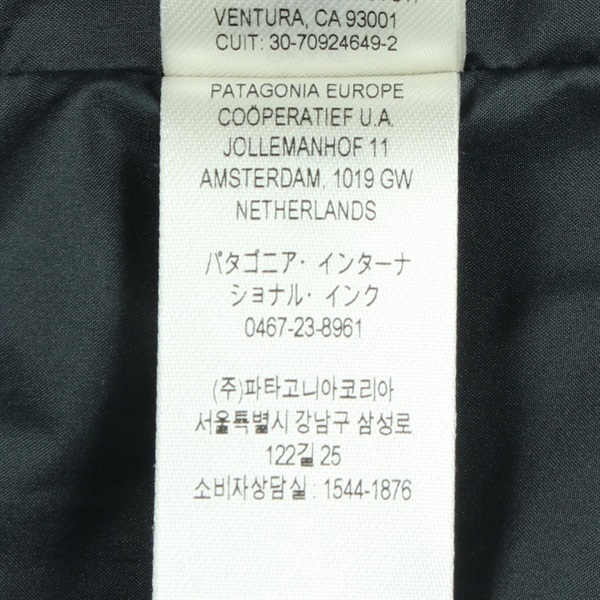 VENTURA, CA 93001
CUIT: 30-70924649-2
PATAGONIA EUROPE
COÖPERATIEF U.A.
JOLLEMANHOF 11
AMSTERDAM, 1019 GW
NETHERLANDS
パタゴニア・インターナ
ショナル・インク
0467-23-8961
(주)파타고니아코리아
서울특별시 강남구 삼성로
122길 25
소비자상담실 : 1544-1876